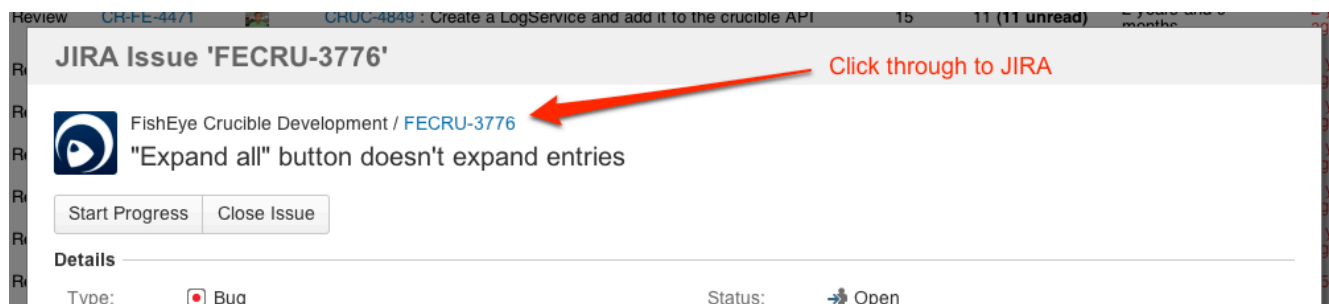 Review CR-FE-4471 CRUC-4849 : Create a LogService and add it to the crucible API 15 11 (11 unread)
months
JIRA Issue 'FECRU-3776'
Click through to JIRA
FishEye Crucible Development / FECRU-3776
"Expand all" button doesn't expand entries
Start Progress Close Issue
Details
Type: Bug Status: Open